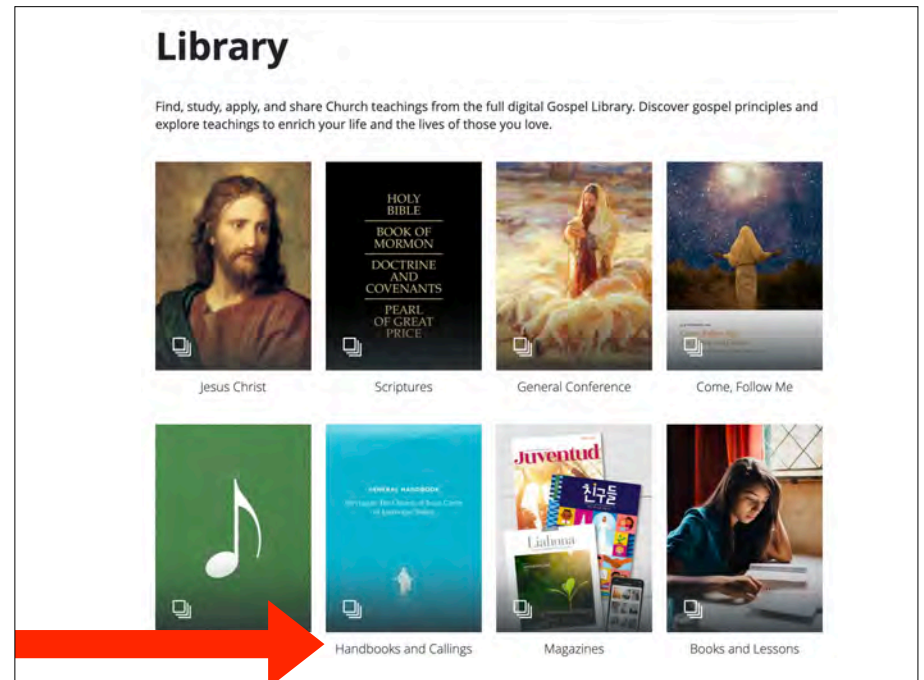 Library
Find, study, apply, and share Church teachings from the full digital Gospel Library. Discover gospel principles and
explore teachings to enrich your life and the lives of those you love.
HOLY
BIBLE
BOOK OF
MORMON
DOCTRINE
AND
COVENANTS
PEARL
OF GREAT
PRICE
Jesus Christ
Scriptures
General Conference
Come, Follow Me
GENERAL HANDBOOK
Juventud
친구들
Liahona
Handbooks and Callings
Magazines
Books and Lessons